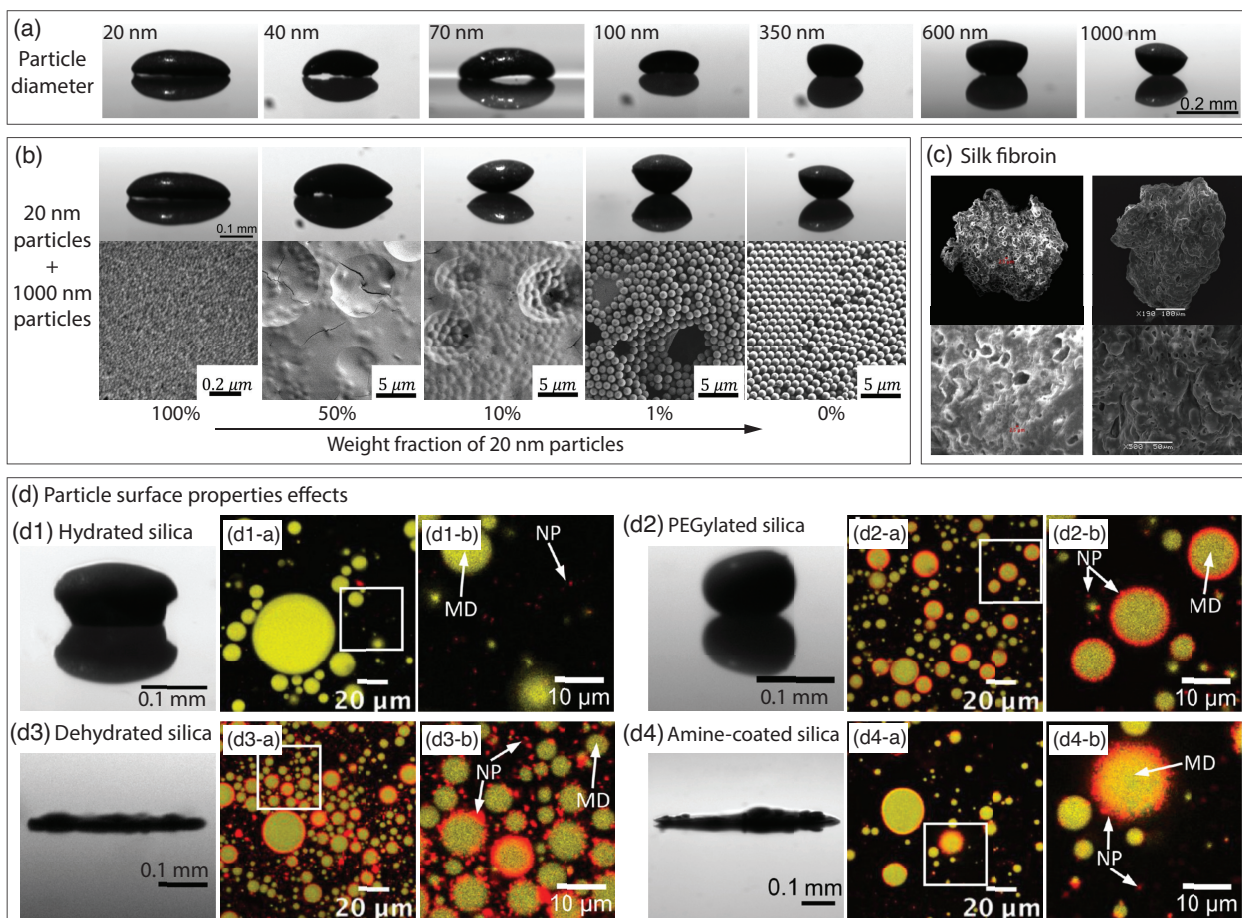 (a)
Particle
diameter
20 nm
40 nm
70 nm
100 nm
350 nm
600 nm
1000 nm
0.2 mm
(b)
20 nm
particles
+
1000 nm
particles
0.1 mm
0.2 μm
5 μm
5 μm
5 μm
5 μm
100%
50%
10%
1%
0%
Weight fraction of 20 nm particles
(c) Silk fibroin
X190 100μm
X500 50μm
(d) Particle surface properties effects
(d1) Hydrated silica
0.1 mm
(d1-a)
20 μm
(d1-b)
NP
MD
10 μm
(d2) PEGylated silica
0.1 mm
(d2-a)
20 μm
(d2-b)
NP
MD
10 μm
(d3) Dehydrated silica
0.1 mm
(d3-a)
20 μm
(d3-b)
NP
MD
10 μm
(d4) Amine-coated silica
0.1 mm
(d4-a)
20 μm
(d4-b)
MD
NP
10 μm